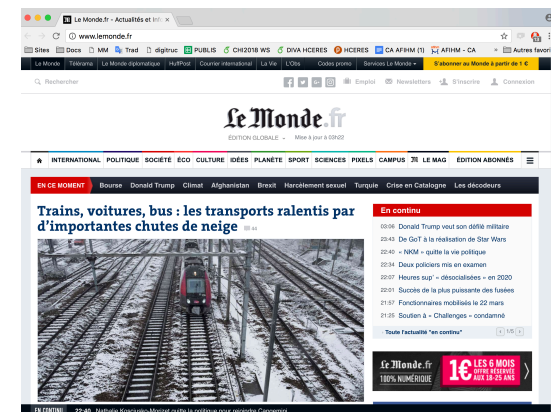 Le Monde.fr - Actualités et Inf
www.lemonde.fr
Sites Docs MM Trad digitruc PUBLIS CHI2018 WS DIVA HCERES HCERES CA AFIHM (1) AFIHM - CA » Autres favoris
Le Monde Télérama Le Monde diplomatique HuffPost Courrier international La Vie L'Obs Codes promo Services Le Monde S'abonner au Monde à partir de 1 €
Rechercher Emploi Newsletters S'inscrire Connexion
Le Monde.fr
ÉDITION GLOBALE Mise à jour à 03h22
INTERNATIONAL POLITIQUE SOCIÉTÉ ÉCO CULTURE IDÉES PLANÈTE SPORT SCIENCES PIXELS CAMPUS LE MAG ÉDITION ABONNÉS
EN CE MOMENT Bourse Donald Trump Climat Afghanistan Brexit Harcèlement sexuel Turquie Crise en Catalogne Les décodeurs
Trains, voitures, bus : les transports ralentis par
d'importantes chutes de neige
En continu
03:06 Donald Trump veut son défilé militaire
23:43 De GoT à la réalisation de Star Wars
22:40 « NKM » quitte la vie politique
22:34 Deux policiers mis en examen
22:07 Heures sup' « désocialisées » en 2020
22:01 Succès de la plus puissante des fusées
21:57 Fonctionnaires mobilisés le 22 mars
21:25 Soutien à « Challenges » condamné
Toute l'actualité "en continu" 1/5
Le Monde.fr
100% NUMÉRIQUE
1€ LES 6 MOIS
OFFRE RÉSERVÉE
AUX 18-25 ANS
EN CONTINU 22:40 Nathalie Kosciusko-Morizet quitte la politique pour rejoindre Capgemini